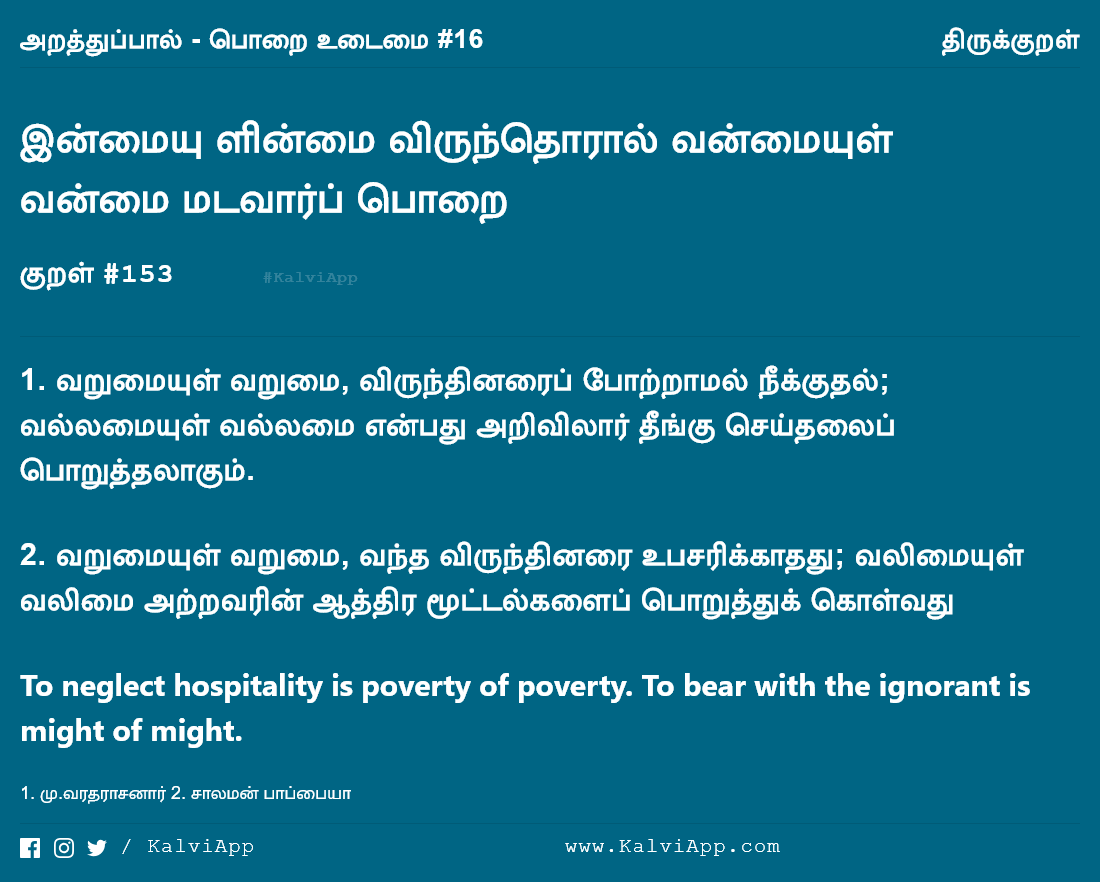 அறத்துப்பால் - பொறை உடைமை #16
திருக்குறள்
இன்மையு ளின்மை விருந்தொரால் வன்மையுள்
வன்மை மடவார்ப் பொறை
குறள் #153
#KalviApp
1. வறுமையுள் வறுமை, விருந்தினரைப் போற்றாமல் நீக்குதல்;
வல்லமையுள் வல்லமை என்பது அறிவிலார் தீங்கு செய்தலைப்
பொறுத்தலாகும்.
2. வறுமையுள் வறுமை, வந்த விருந்தினரை உபசரிக்காதது; வலிமையுள்
வலிமை அற்றவரின் ஆத்திர மூட்டல்களைப் பொறுத்துக் கொள்வது
To neglect hospitality is poverty of poverty. To bear with the ignorant is
might of might.
1. மு.வரதராசனார் 2. சாலமன் பாப்பையா
/ KalviApp
www.KalviApp.com